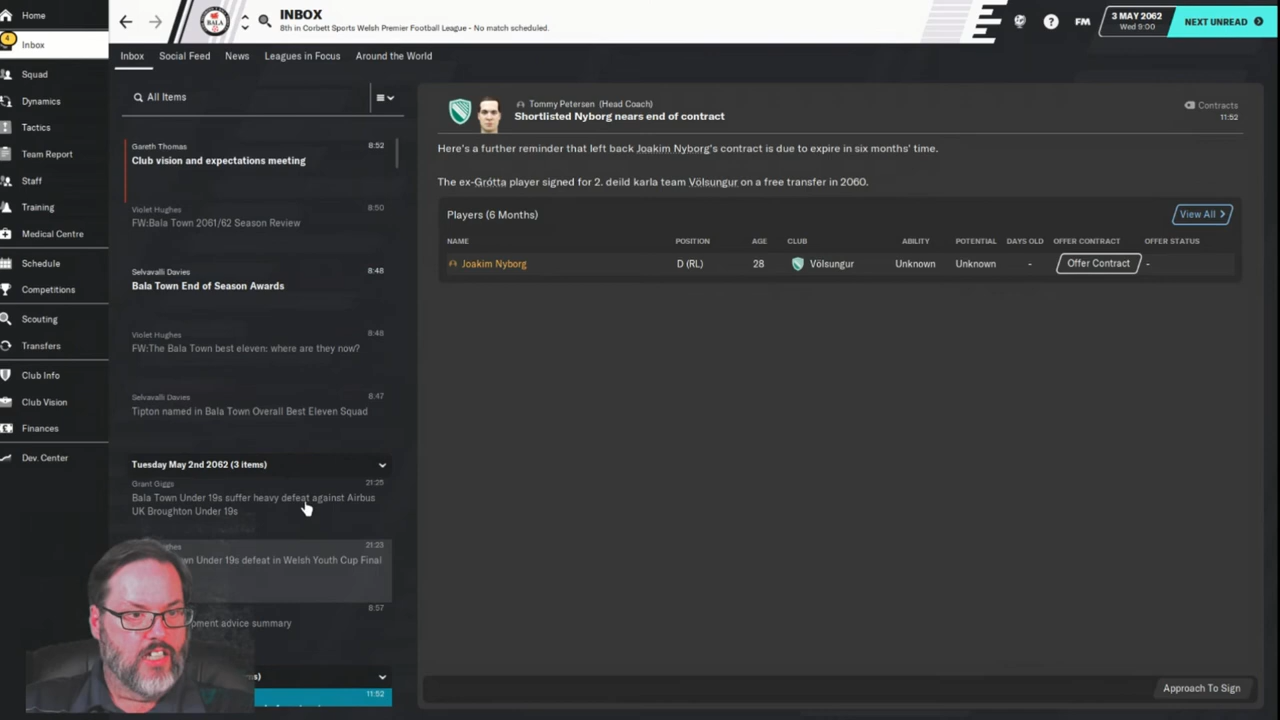 Home
4
Inbox
Squad
Dynamics
Tactics
Team Report
Staff
Training
Medical Centre
Schedule
Competitions
Scouting
Transfers
Club Info
Club Vision
Finances
Dev. Center
BALA
INBOX
8th in Corbett Sports Welsh Premier Football League - No match scheduled.
?
FM
3 MAY 2062
Wed 9:00
NEXT UNREAD
Inbox
Social Feed
News
Leagues in Focus
Around the World
All Items
Gareth Thomas
8:52
Club vision and expectations meeting
Violet Hughes
8:50
FW:Bala Town 2061/62 Season Review
Selvavalli Davies
8:48
Bala Town End of Season Awards
Violet Hughes
8:48
FW:The Bala Town best eleven: where are they now?
Selvavalli Davies
8:47
Tipton named in Bala Town Overall Best Eleven Squad
Tuesday May 2nd 2062 (3 items)
Grant Giggs
21:25
Bala Town Under 19s suffer heavy defeat against Airbus
UK Broughton Under 19s
21:23
Under 19s defeat in Welsh Youth Cup Final
8:57
advice summary
11:52
Tommy Petersen (Head Coach)
Shortlisted Nyborg nears end of contract
Contracts
11:52
Here's a further reminder that left back Joakim Nyborg's contract is due to expire in six months' time.
The ex-Grótta player signed for 2. deild karla team Völsungur on a free transfer in 2060.
Players (6 Months)
View All
NAME POSITION AGE CLUB ABILITY POTENTIAL DAYS OLD OFFER CONTRACT OFFER STATUS
Joakim Nyborg D (RL) 28 Völsungur Unknown Unknown - Offer Contract -
Approach To Sign